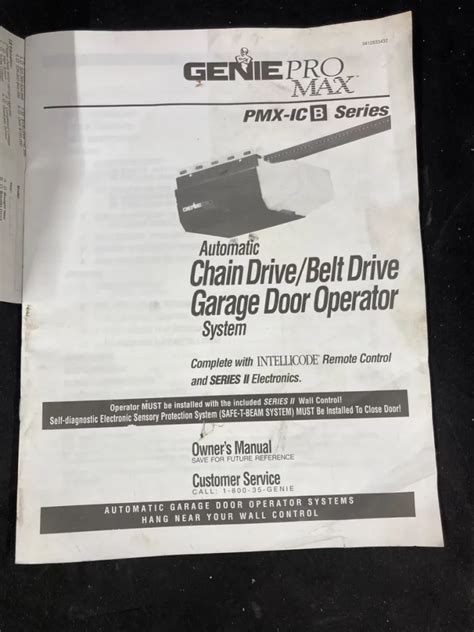 GENIE PRO
MAX
PMX-IC B Series
GENIE
Automatic
Chain Drive/Belt Drive
Garage Door Operator
System
Complete with INTELLICODE Remote Control
and SERIES II Electronics.
Operator MUST be installed with the included SERIES II Wall Control!
Self-diagnostic Electronic Sensory Protection System (SAFE-T-BEAM SYSTEM) MUST Be Installed To Close Door!
Owner's Manual
SAVE FOR FUTURE REFERENCE
Customer Service
CALL: 1-800-35-GENIE
AUTOMATIC GARAGE DOOR OPERATOR SYSTEMS
HANG NEAR YOUR WALL CONTROL